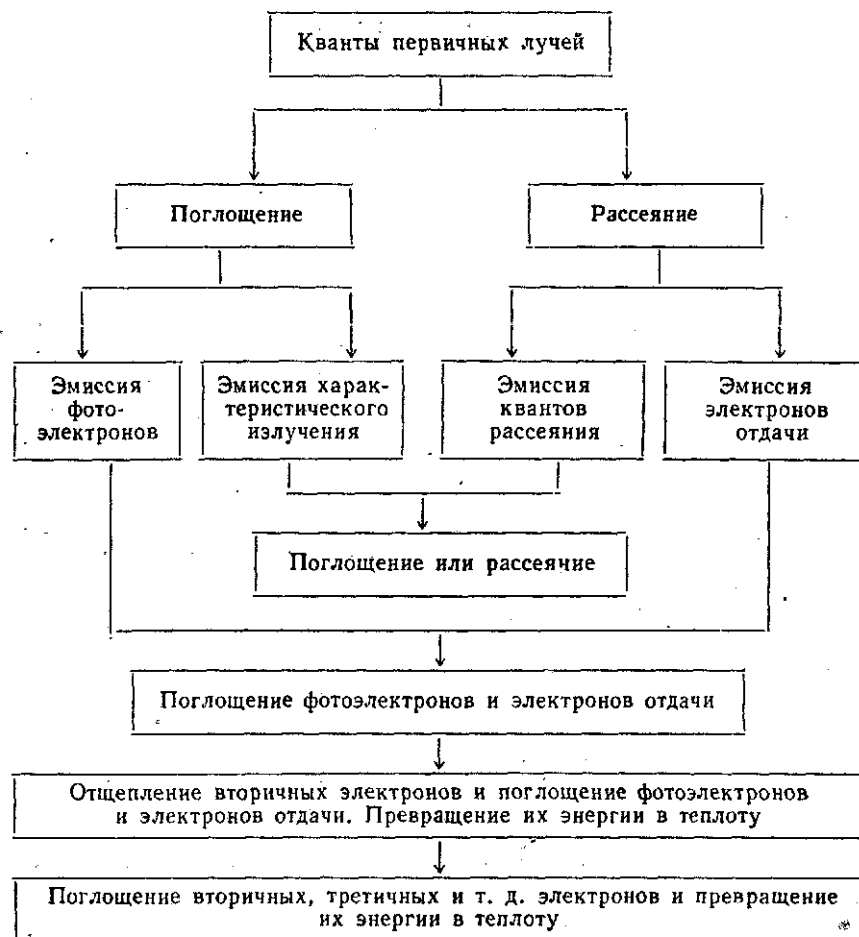 Кванты первичных лучей
Поглощение
Рассеяние
Эмиссия
фото-
электронов
Эмиссия харак-
теристического
излучения
Эмиссия
квантов
рассеяния
Эмиссия
электронов
отдачи
Поглощение или рассеячие
Поглощение фотоэлектронов и электронов отдачи
Отщепление вторичных электронов и поглощение фотоэлектронов
и электронов отдачи. Превращение их энергии в теплоту
Поглощение вторичных, третичных и т. д. электронов и превращение
их энергии в теплоту